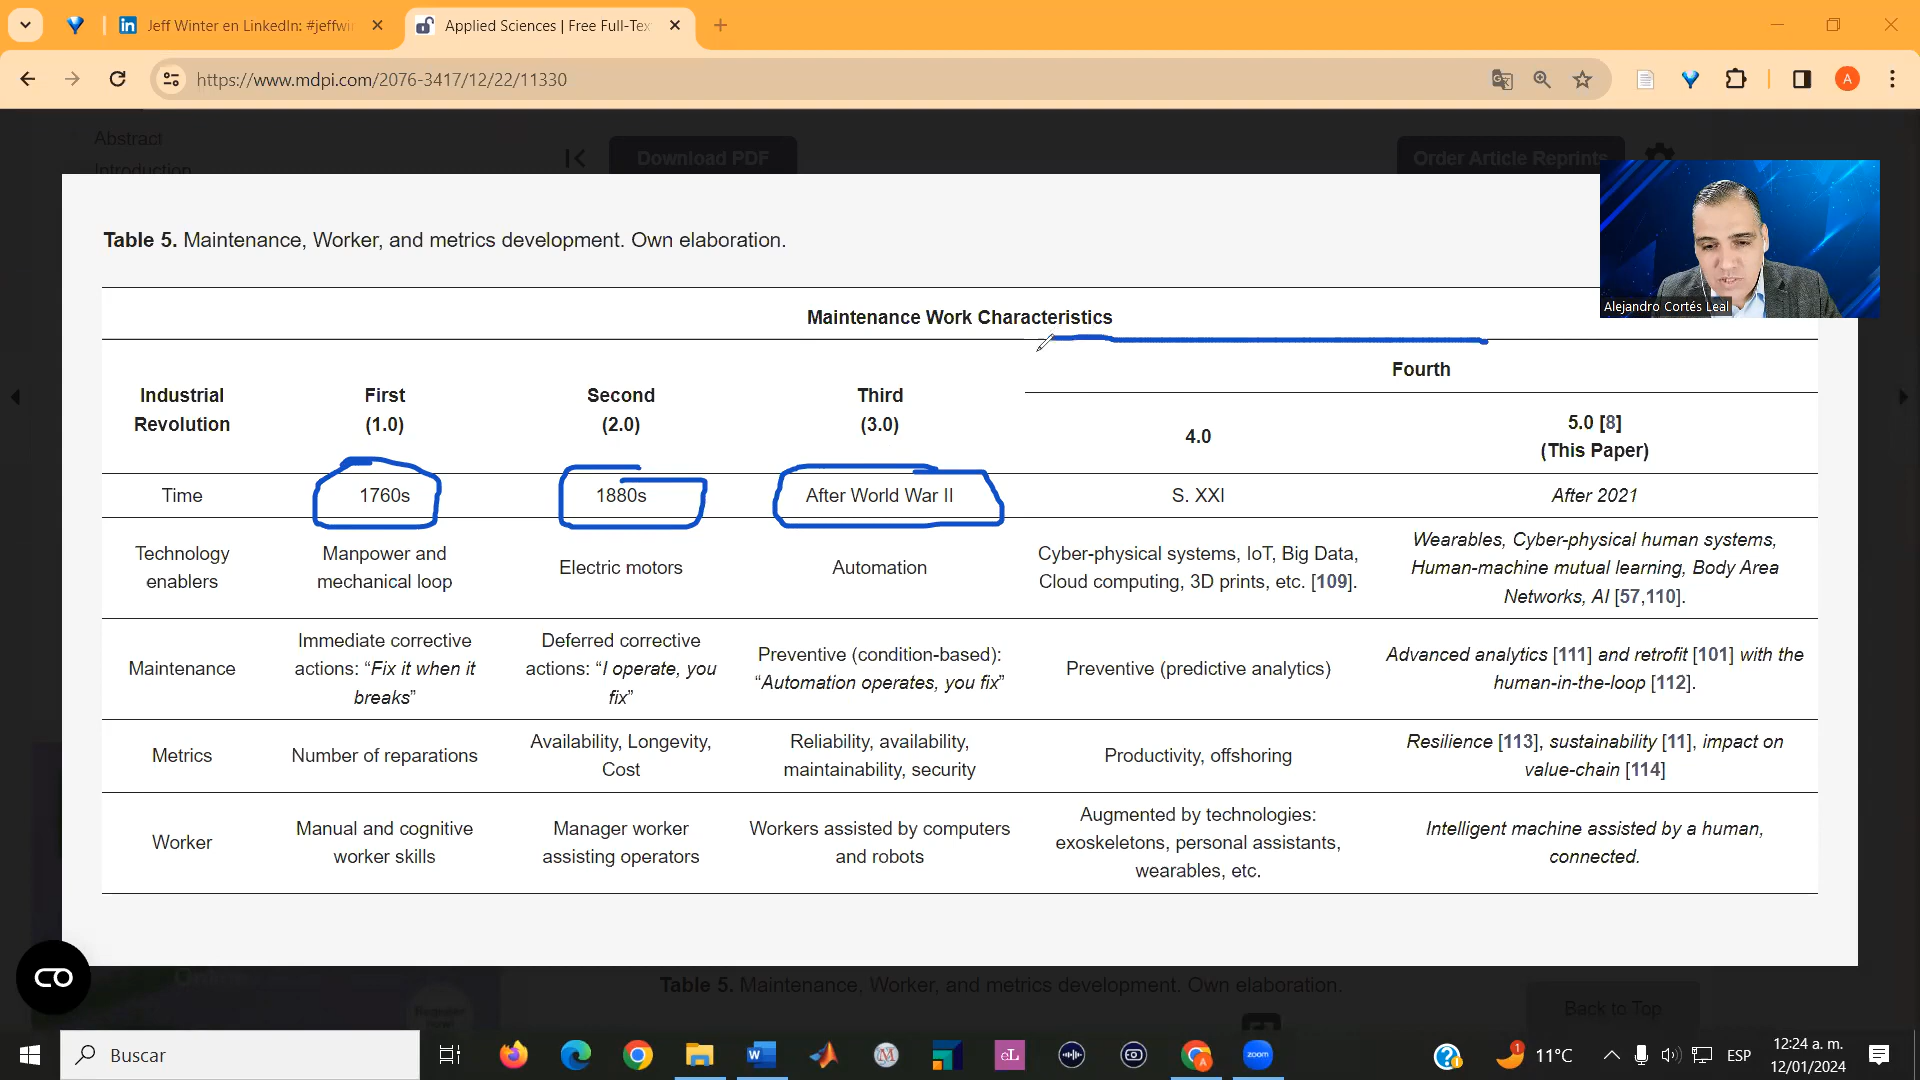 Jeff Winter en LinkedIn: #jeffwi
Applied Sciences | Free Full-Tex
https://www.mdpi.com/2076-3417/12/22/11330
A
Abstract
Introduction
Download PDF
Order Article Reprints
Table 5. Maintenance, Worker, and metrics development. Own elaboration.
Alejandro Cortés Leal
Maintenance Work Characteristics
Industrial Revolution
First (1.0)
Second (2.0)
Third (3.0)
Fourth
4.0
5.0 [8] (This Paper)
Time
1760s
1880s
After World War II
S. XXI
After 2021
Technology enablers
Manpower and mechanical loop
Electric motors
Automation
Cyber-physical systems, IoT, Big Data, Cloud computing, 3D prints, etc. [109].
Wearables, Cyber-physical human systems, Human-machine mutual learning, Body Area Networks, AI [57,110].
Maintenance
Immediate corrective actions: “Fix it when it breaks”
Deferred corrective actions: “I operate, you fix”
Preventive (condition-based): “Automation operates, you fix”
Preventive (predictive analytics)
Advanced analytics [111] and retrofit [101] with the human-in-the-loop [112].
Metrics
Number of reparations
Availability, Longevity, Cost
Reliability, availability, maintainability, security
Productivity, offshoring
Resilience [113], sustainability [11], impact on value-chain [114]
Worker
Manual and cognitive worker skills
Manager worker assisting operators
Workers assisted by computers and robots
Augmented by technologies: exoskeletons, personal assistants, wearables, etc.
Intelligent machine assisted by a human, connected.
Table 5. Maintenance, Worker, and metrics development. Own elaboration.
Back to Top
Buscar
zoom
1
11°C
ESP
12:24 a. m.
12/01/2024